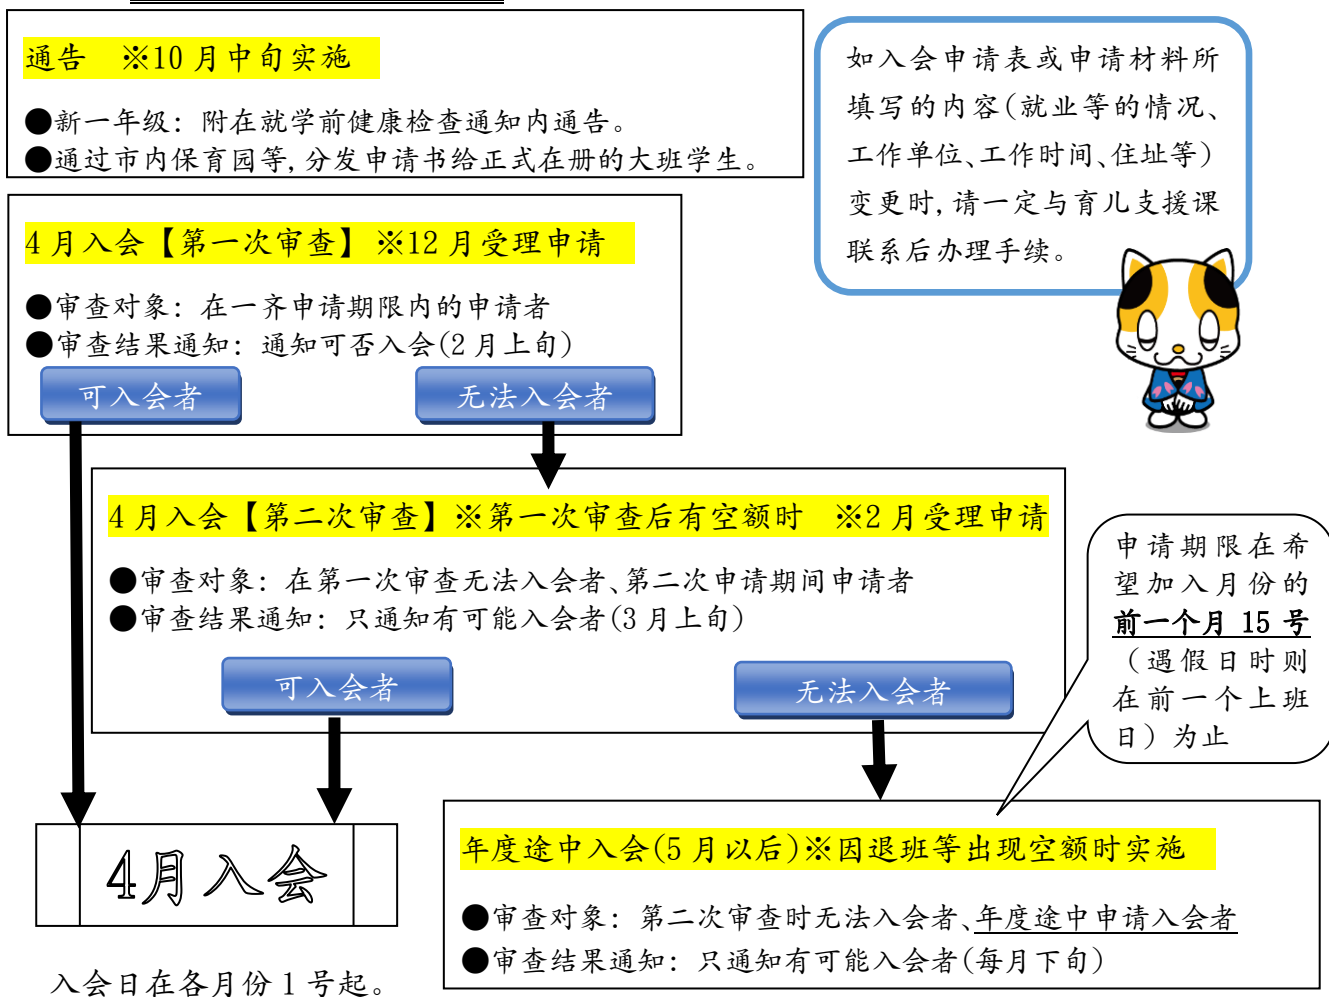 通告　※10月中旬实施
●新一年级：附在就学前健康检查通知内通告。
●通过市内保育园等,分发申请书给正式在册的大班学生。
如入会申请表或申请材料所
填写的内容(就业等的情况、
工作单位、工作时间、住址等)
变更时,请一定与育儿支援课
联系后办理手续。
4月入会【第一次审查】※12月受理申请
●审查对象：在一齐申请期限内的申请者
●审查结果通知：通知可否入会(2月上旬)
可入会者
无法入会者
4月入会【第二次审查】※第一次审查后有空额时　※2月受理申请
●审查对象：在第一次审查无法入会者、第二次申请期间申请者
●审查结果通知：只通知有可能入会者(3月上旬)
可入会者
无法入会者
申请期限在希
望加入月份的
前一个月 15 号
（遇假日时则
在前一个上班
日）为止
4月入会
入会日在各月份1号起。
年度途中入会(5月以后)※因退班等出现空额时实施
●审查对象：第二次审查时无法入会者、年度途中申请入会者
●审查结果通知：只通知有可能入会者(每月下旬)